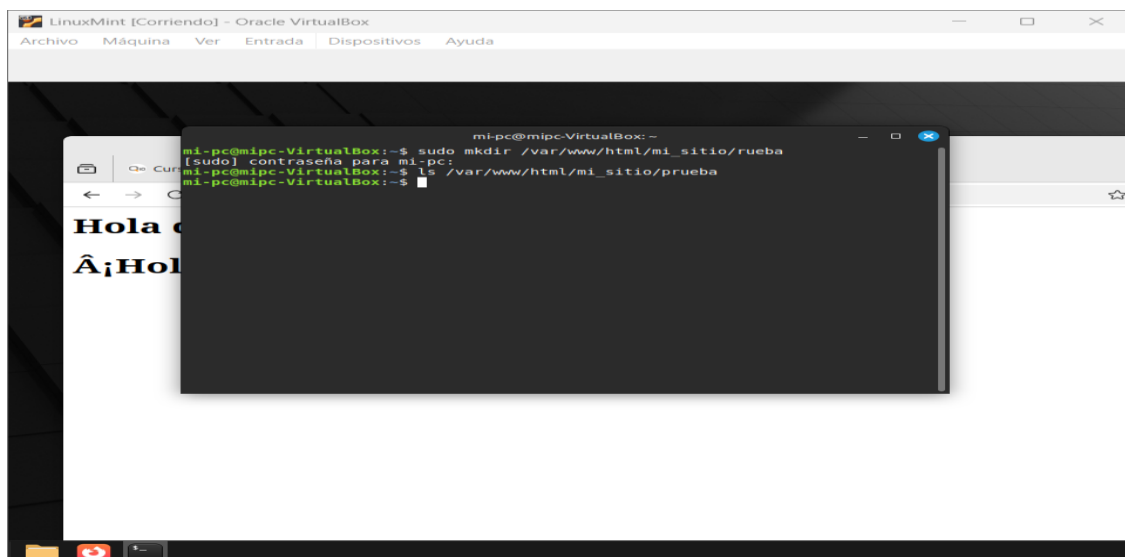 LinuxMint [Corriendo] - Oracle VirtualBox
Archivo Máquina Ver Entrada Dispositivos Ayuda
mi-pc@mipc-VirtualBox: ~
mi-pc@mipc-VirtualBox:~$ sudo mkdir /var/www/html/mi_sitio/rueba
[sudo] contraseña para mi-pc:
mi-pc@mipc-VirtualBox:~$ ls /var/www/html/mi_sitio/prueba
mi-pc@mipc-VirtualBox:~$
Hola
Â¡Hol